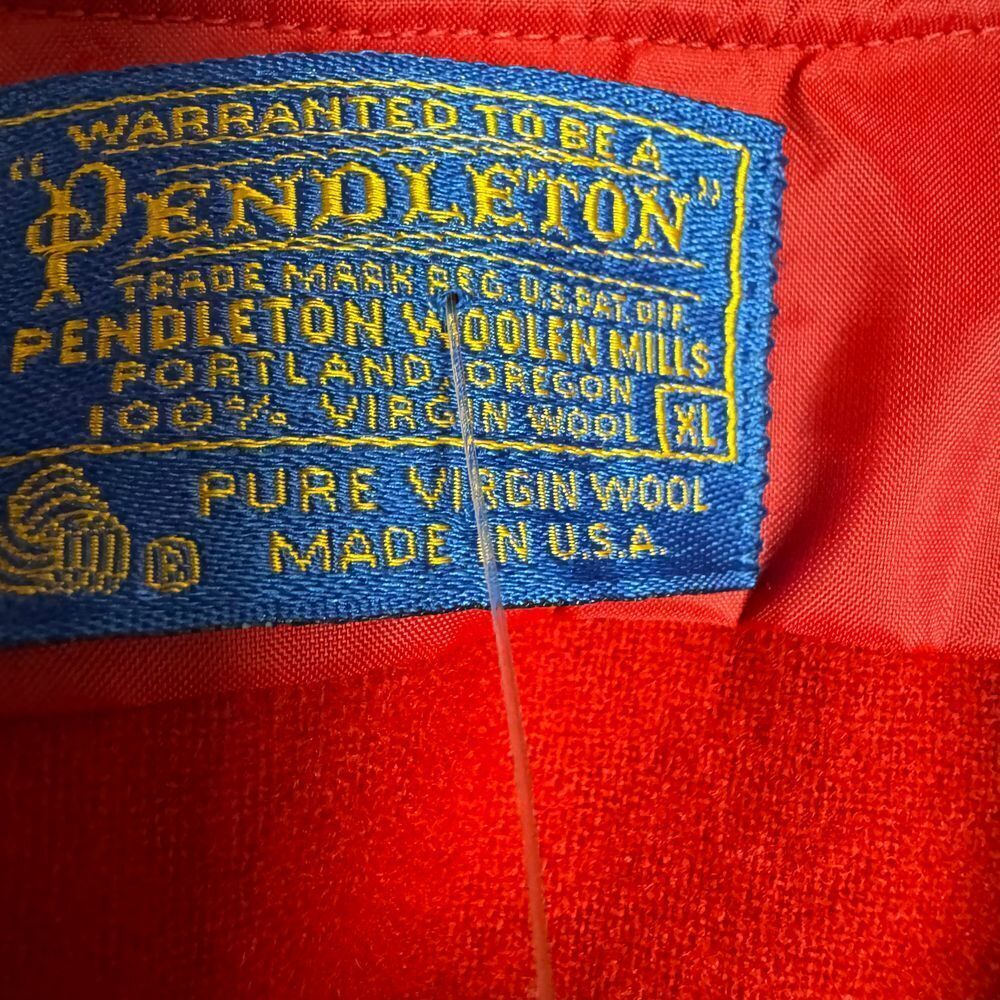 WARRANTED TO BE A
"PENDLETON"
TRADE MARK REG. U.S. PAT. OFF.
PENDLETON WOOLEN MILLS
PORTLAND, OREGON
100% VIRGIN WOOL XL
PURE VIRGIN WOOL
® MADE IN U.S.A.